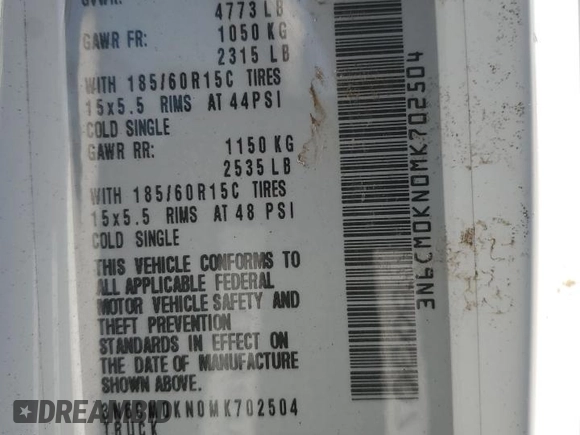 GVWR:
4773 LB
GAWR FR: 1050 KG
2315 LB
WITH 185/60R15C TIRES
15x5.5 RIMS AT 44PSI
COLD SINGLE
GAWR RR: 1150 KG
2535 LB
WITH 185/60R15C TIRES
15x5.5 RIMS AT 48 PSI
COLD SINGLE
THIS VEHICLE CONFORMS TO
ALL APPLICABLE FEDERAL
MOTOR VEHICLE SAFETY AND
THEFT PREVENTION
STANDARDS IN EFFECT ON
THE DATE OF MANUFACTURE
SHOWN ABOVE.
3N6CM0KN0MK702504
TRUCK
3N6CM0KN0MK702504
DREAMBID